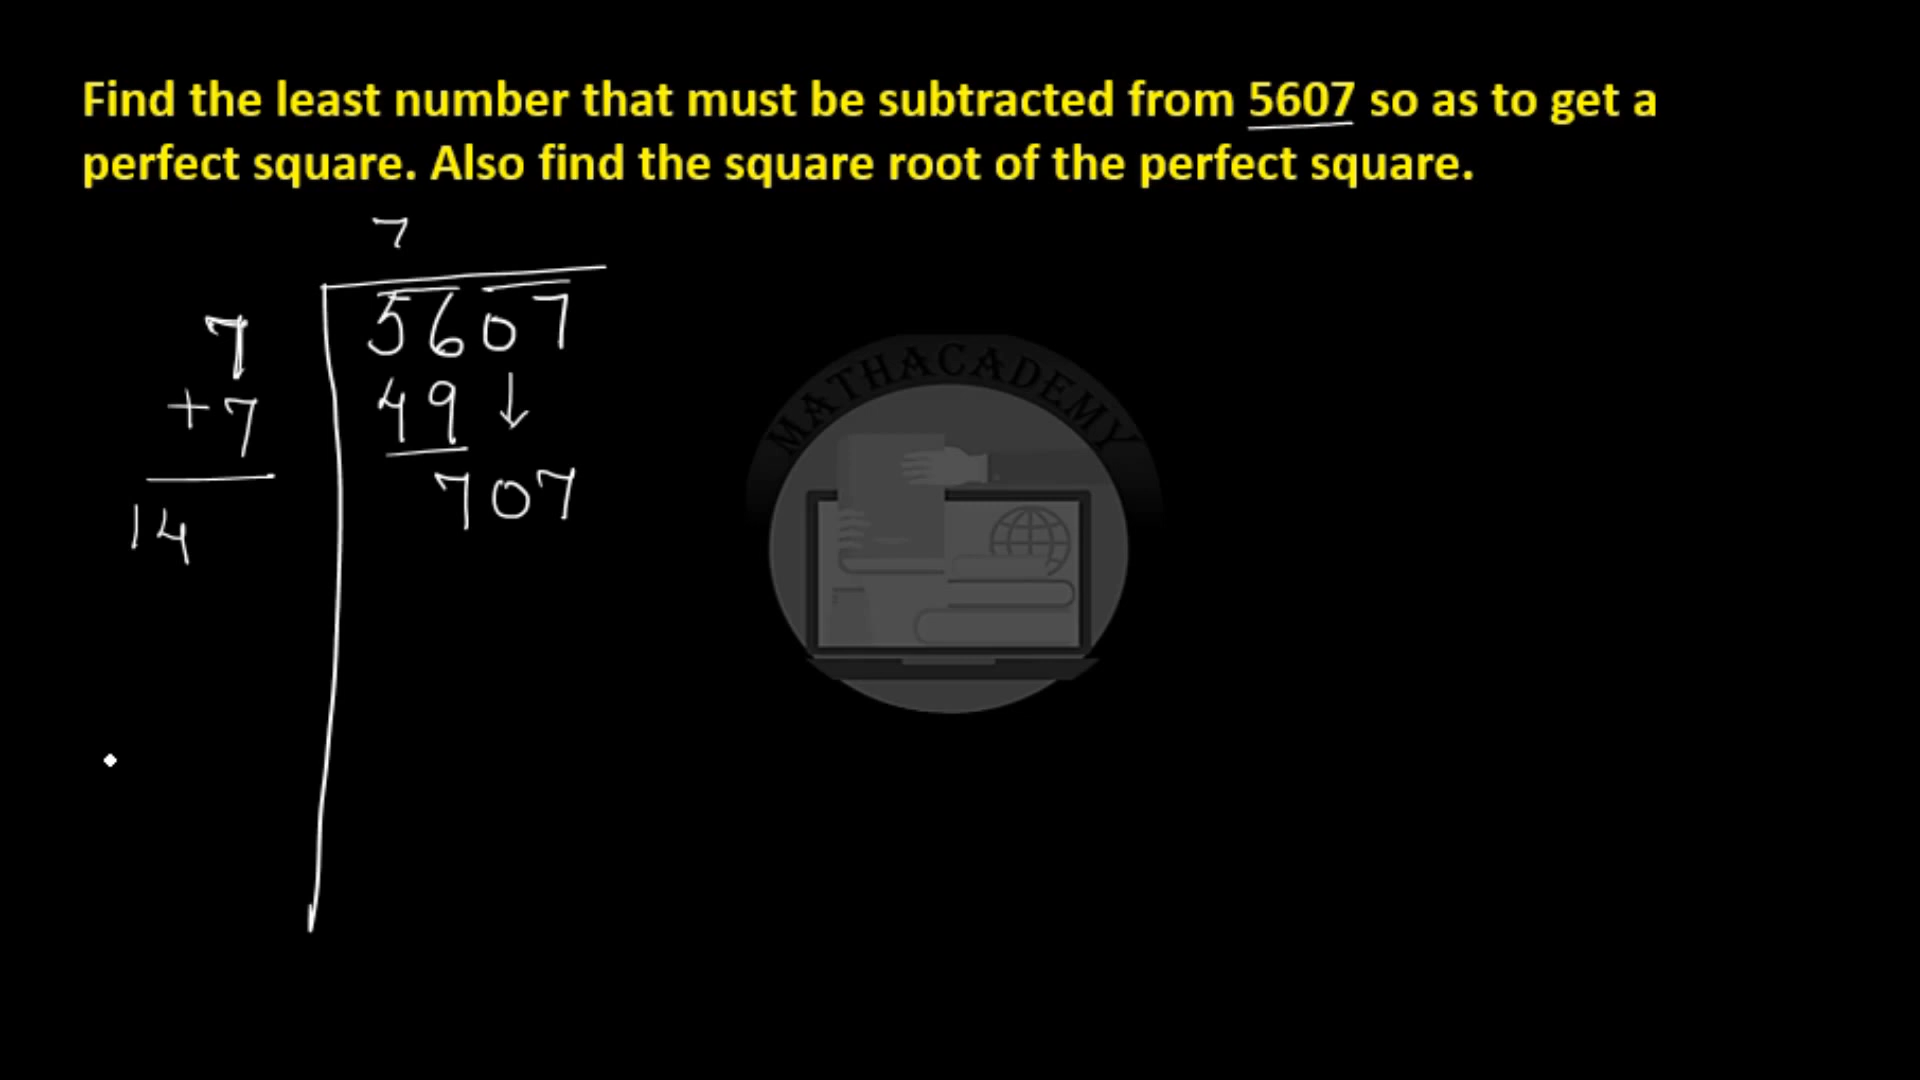 Find the least number that must be subtracted from 5607 so as to get a
perfect square. Also find the square root of the perfect square.
7
7
5607
+7
49 ↓
14
707
MATHACADEMY